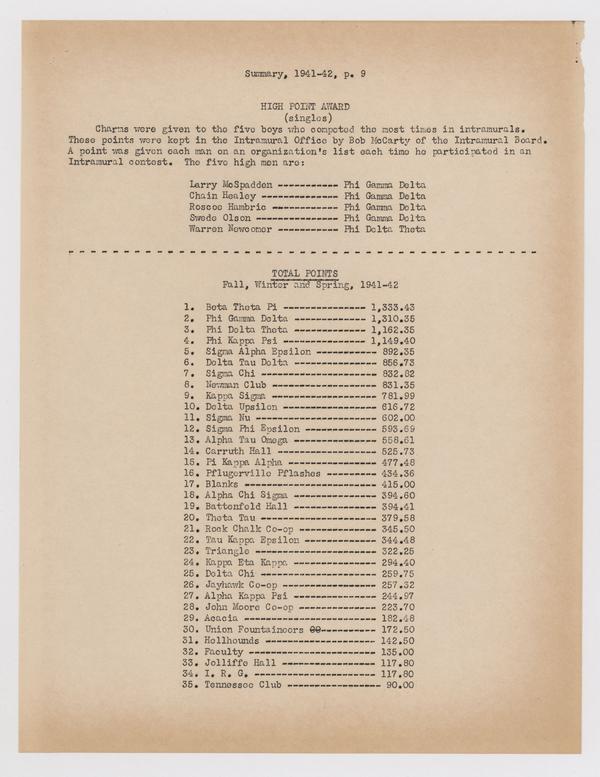 Summary, 1941-42, p. 9
HIGH POINT AWARD
(singles)
Charms were given to the five boys who competed the most times in intramurals.
These points were kept in the Intramural Office by Bob McCarty of the Intramural Board.
A point was given each man on an organization's list each time he participated in an
Intramural contest. The five high men are:
Larry McSpadden ----------- Phi Gamma Delta
Chain Healey -------------- Phi Gamma Delta
Roscoe Hambric ------------ Phi Gamma Delta
Swede Olson --------------- Phi Gamma Delta
Warren Newcomer ----------- Phi Delta Theta
TOTAL POINTS
Fall, Winter and Spring, 1941-42
1. Beta Theta Pi --------------- 1,333.43
2. Phi Gamma Delta ------------- 1,310.35
3. Phi Delta Theta ------------- 1,162.35
4. Phi Kappa Psi --------------- 1,149.40
5. Sigma Alpha Epsilon ----------- 892.35
6. Delta Tau Delta --------------- 856.73
7. Sigma Chi --------------------- 832.82
8. Newman Club ------------------- 831.35
9. Kappa Sigma ------------------- 781.99
10. Delta Upsilon ---------------- 616.72
11. Sigma Nu --------------------- 602.00
12. Sigma Phi Epsilon ------------ 593.69
13. Alpha Tau Omega -------------- 558.61
14. Carruth Hall ----------------- 525.73
15. Pi Kappa Alpha --------------- 477.48
16. Pflugerville Pflashes -------- 434.36
17. Blanks ----------------------- 415.00
18. Alpha Chi Sigma -------------- 394.60
19. Battenfeld Hall -------------- 394.41
20. Theta Tau -------------------- 379.58
21. Rock Chalk Co-op ------------- 345.50
22. Tau Kappa Epsilon ------------ 344.48
23. Triangle --------------------- 322.25
24. Kappa Eta Kappa -------------- 294.40
25. Delta Chi -------------------- 259.75
26. Jayhawk Co-op ---------------- 257.32
27. Alpha Kappa Psi -------------- 244.97
28. John Moore Co-op ------------- 223.70
29. Acacia ----------------------- 182.48
30. Union Fountaineers ---------- 172.50
31. Hellhounds ------------------- 142.50
32. Faculty ---------------------- 135.00
33. Jolliffe Hall ---------------- 117.80
34. I. R. G. --------------------- 117.80
35. Tennessee Club ---------------- 90.00